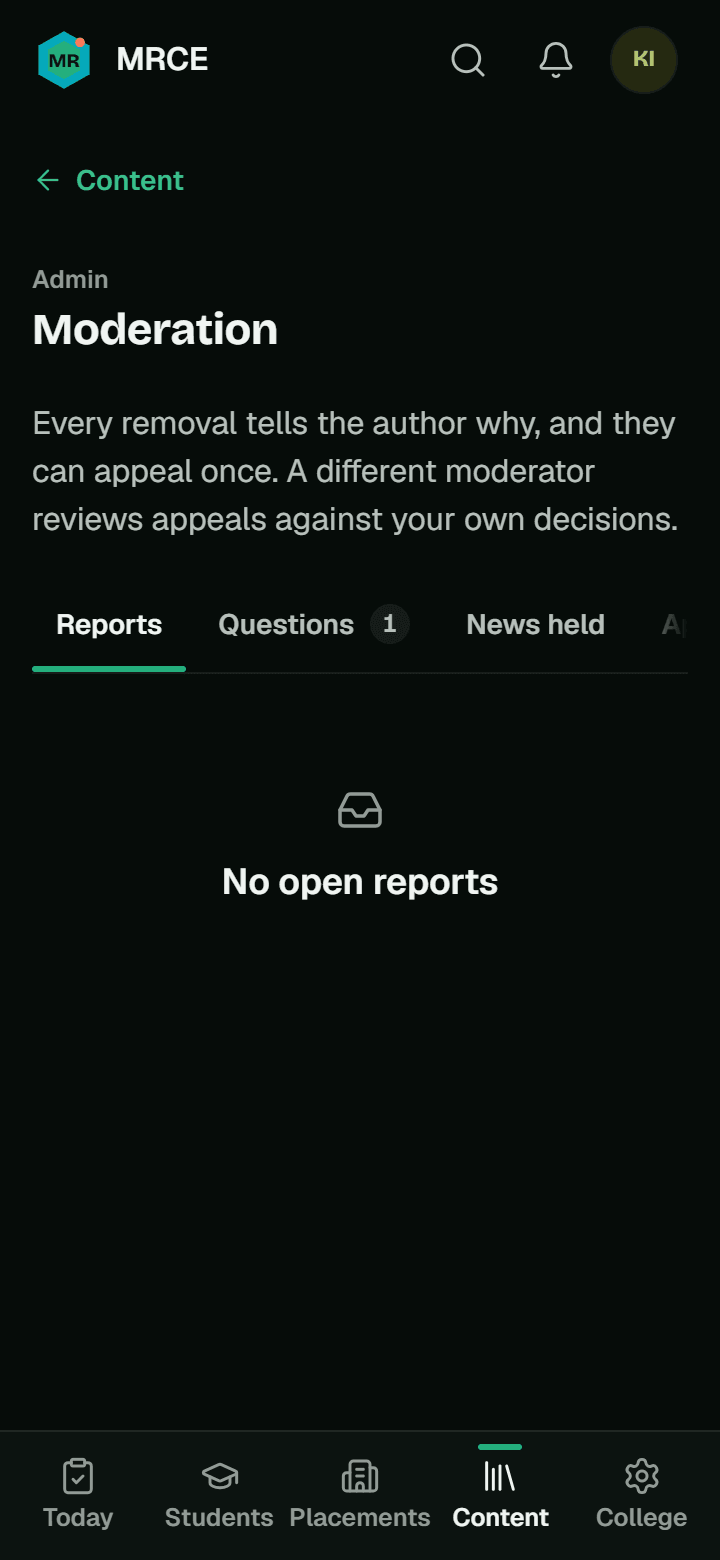 MR
MRCE
KI
Content
Admin
Moderation
Every removal tells the author why, and they
can appeal once. A different moderator
reviews appeals against your own decisions.
Reports
Questions 1
News held
No open reports
Today
Students
Placements
Content
College